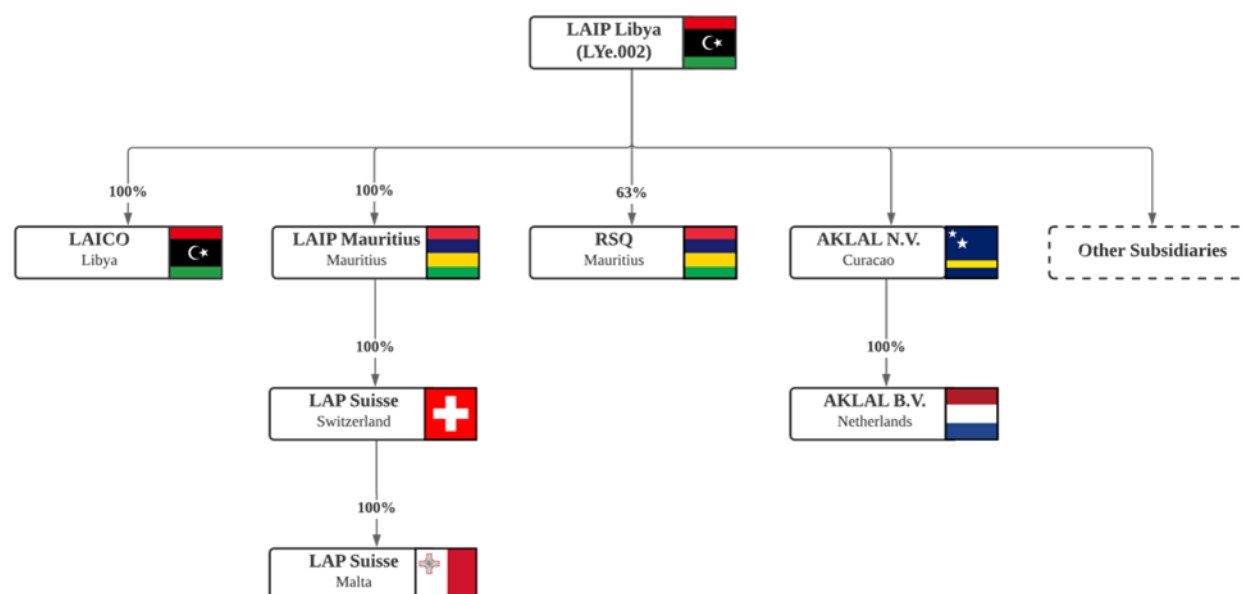 LAIP Libya
(LYe.002)
100%
100%
63%
LAICO
Libya
LAIP Mauritius
Mauritius
RSQ
Mauritius
AKLAL N.V.
Curacao
Other Subsidiaries
100%
100%
LAP Suisse
Switzerland
AKLAL B.V.
Netherlands
100%
LAP Suisse
Malta